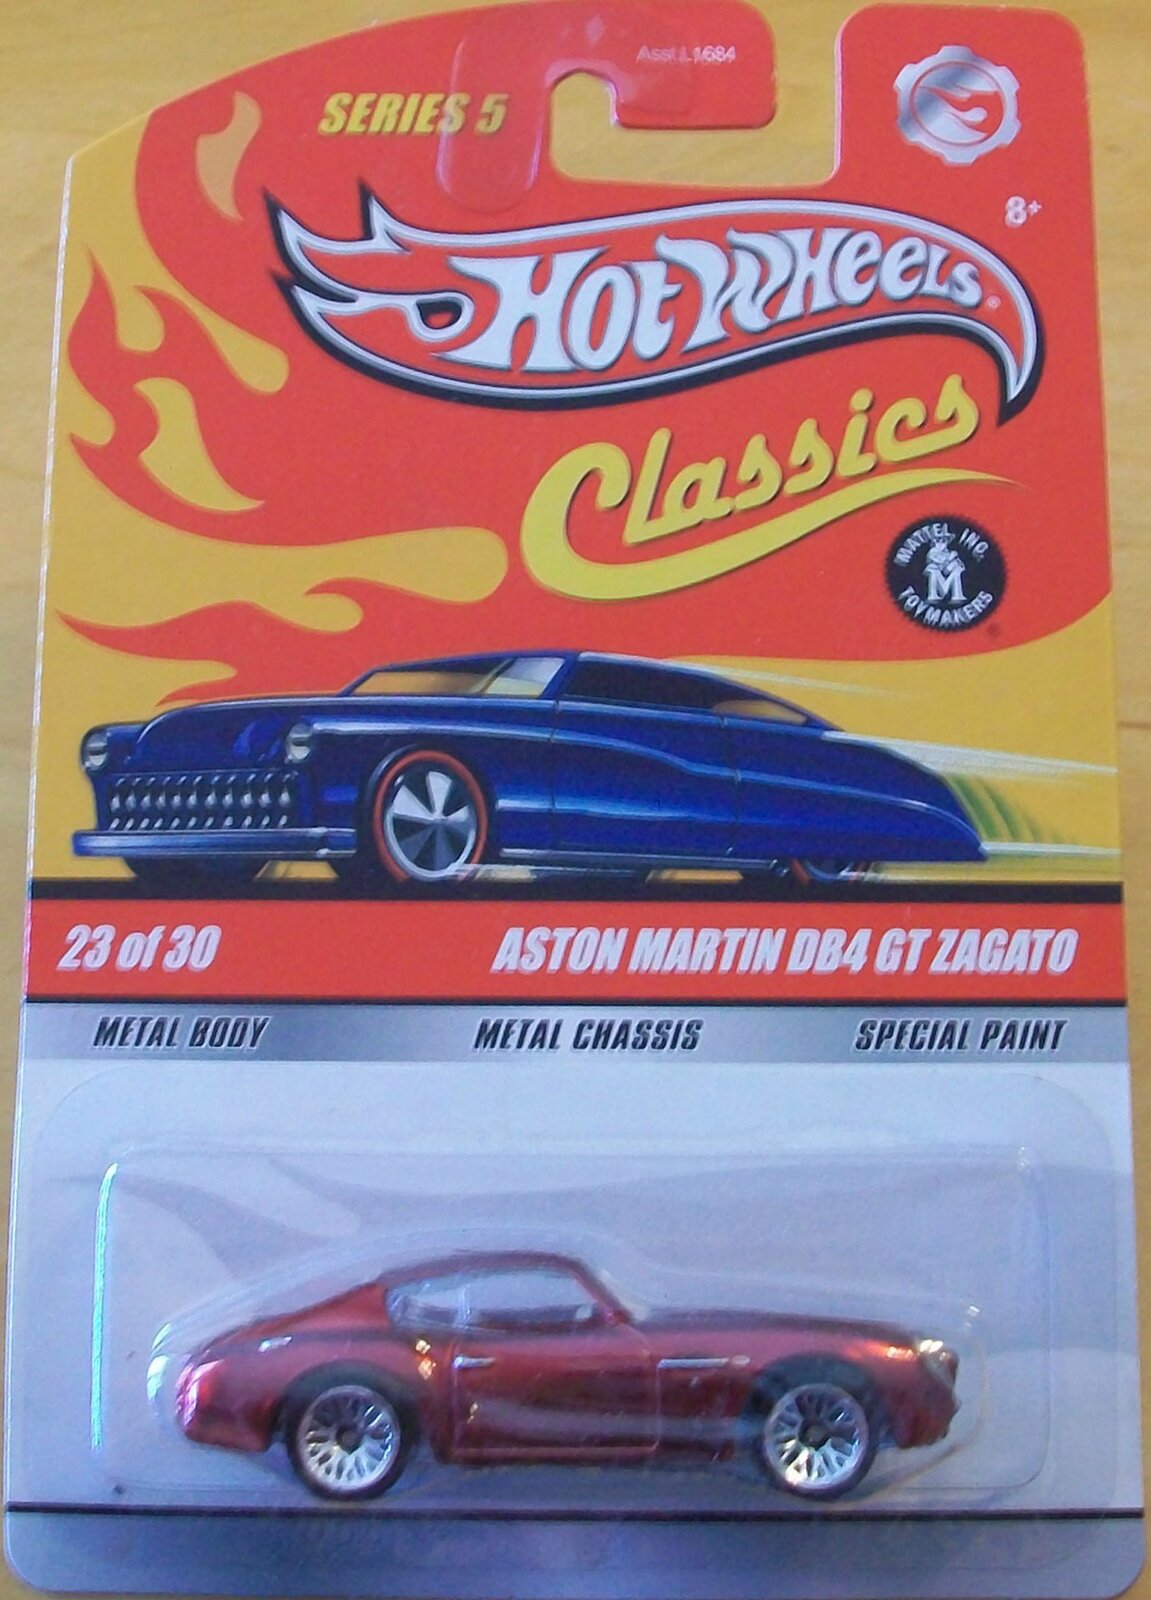 Asst. L1684
SERIES 5
8+
Hot Wheels
Classics
MATTEL, INC.
M
TOYMAKERS
23 of 30
ASTON MARTIN DB4 GT ZAGATO
METAL BODY
METAL CHASSIS
SPECIAL PAINT